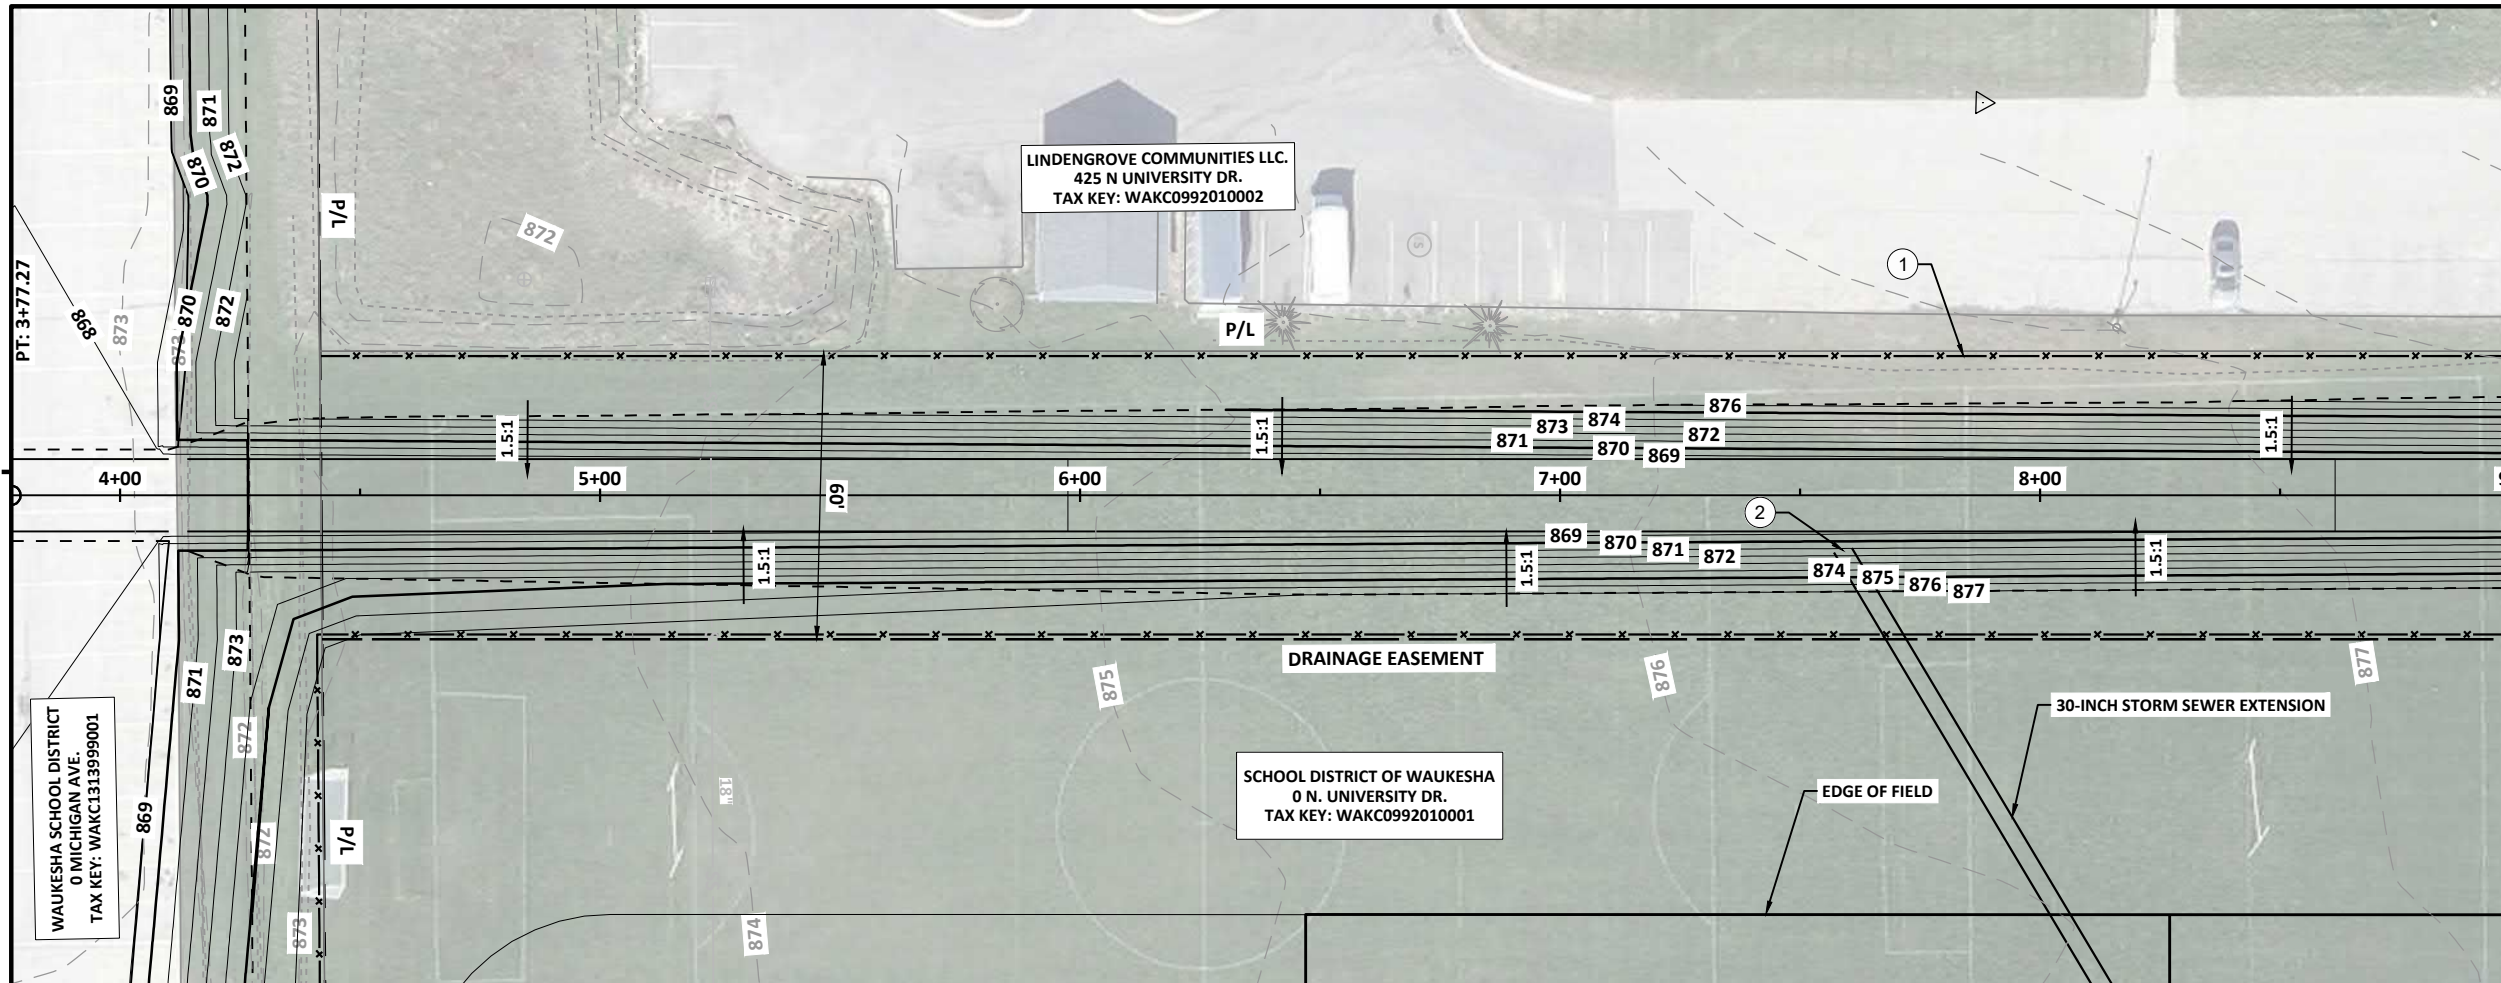 869
871
870
872
P/L
LINDENGROVE COMMUNITIES LLC.
425 N UNIVERSITY DR.
TAX KEY: WAKC0992010002
872
S
1
PT: 3+77.27
868
873
873
870
872
P/L
876
873
874
871
872
870
869
1.5:1
1.5:1
1.5:1
4+00
5+00
6+00
7+00
8+00
60'
2
869
870
871
872
874
875
876
877
1.5:1
1.5:1
1.5:1
DRAINAGE EASEMENT
871
873
872
875
876
877
30-INCH STORM SEWER EXTENSION
WAUKESHA SCHOOL DISTRICT
0 MICHIGAN AVE.
TAX KEY: WAKC1313999001
869
872
P/L
873
18"
874
SCHOOL DISTRICT OF WAUKESHA
0 N. UNIVERSITY DR.
TAX KEY: WAKC0992010001
EDGE OF FIELD